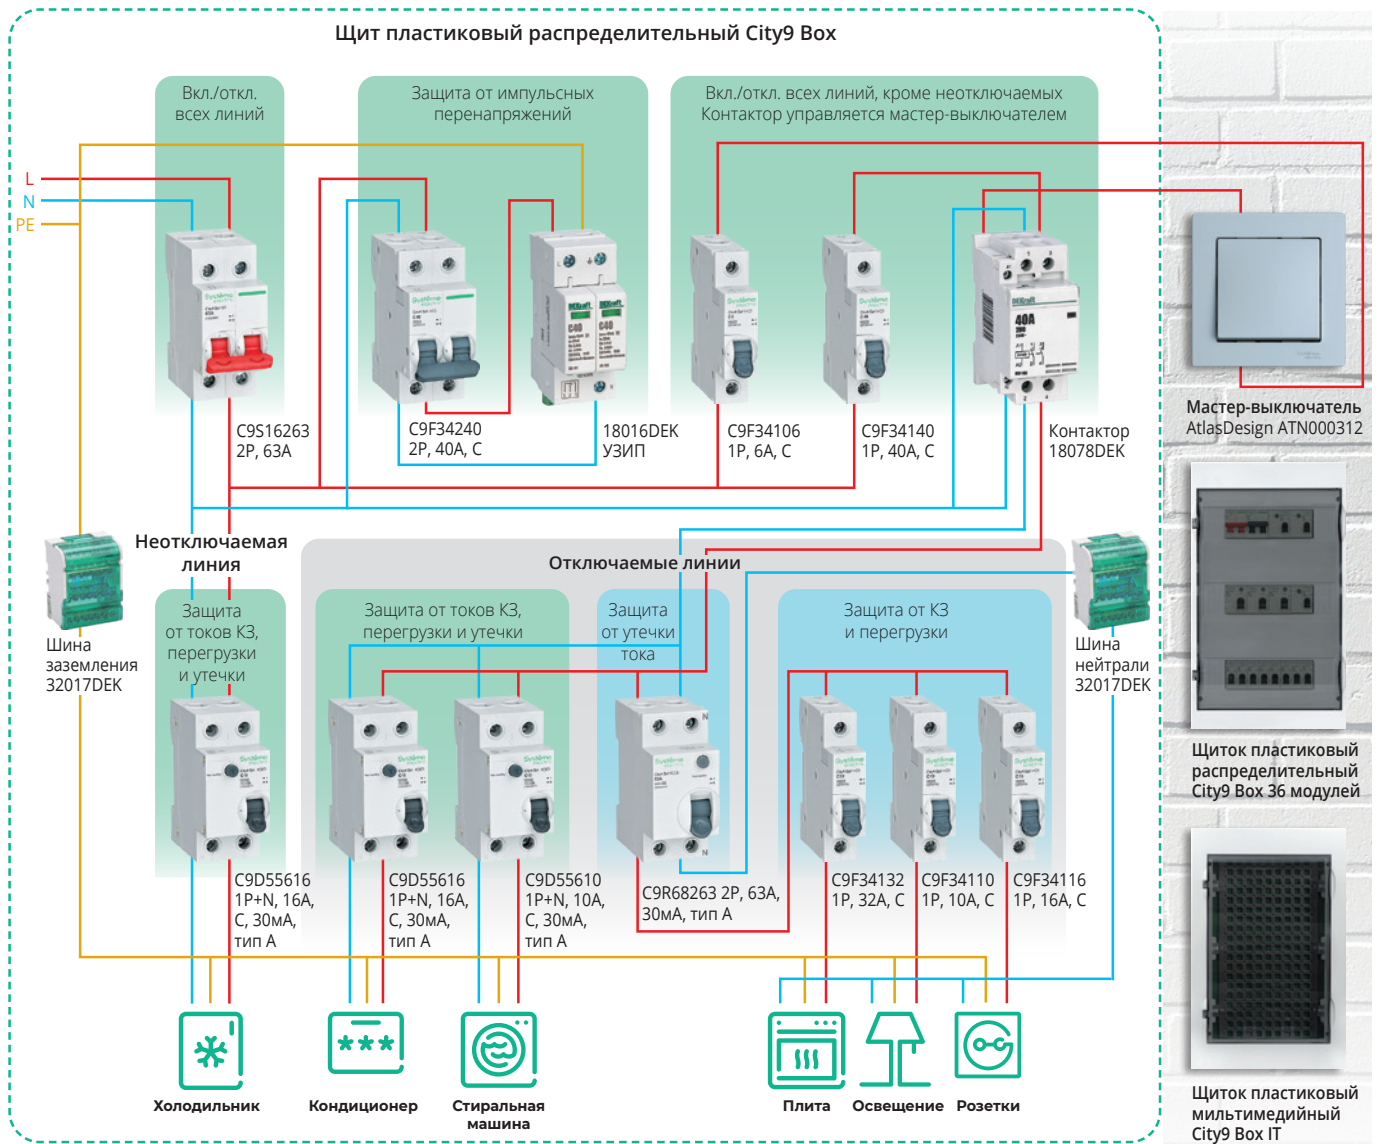 Щит пластиковый распределительный City9 Box
Вкл./откл.
всех линий
Защита от импульсных
перенапряжений
Вкл./откл. всех линий, кроме неотключаемых
Контактор управляется мастер-выключателем
L
N
PE
C9S16263
2P, 63A
C9F34240
2P, 40A, C
18016DEK
УЗИП
C9F34106
1P, 6A, C
C9F34140
1P, 40A, C
40A
Контактор
18078DEK
Мастер-выключатель
AtlasDesign ATN000312
Неотключаемая
линия
Отключаемые линии
Шина
заземления
32017DEK
Защита
от токов КЗ,
перегрузки
и утечки
Защита от токов КЗ,
перегрузки и утечки
Защита
от утечки
тока
Защита от КЗ
и перегрузки
Шина
нейтрали
32017DEK
N
N
C9D55616
1P+N, 16A,
C, 30мА,
тип А
C9D55616
1P+N, 16A,
C, 30мА,
тип А
C9D55610
1P+N, 10A,
C, 30мА,
тип А
C9R68263 2P, 63A,
30мА, тип А
C9F34132
1P, 32A, C
C9F34110
1P, 10A, C
C9F34116
1P, 16A, C
Щиток пластиковый
распределительный
City9 Box 36 модулей
Холодильник
Кондиционер
Стиральная
машина
Плита
Освещение
Розетки
Щиток пластиковый
мильтимедийный
City9 Box IT